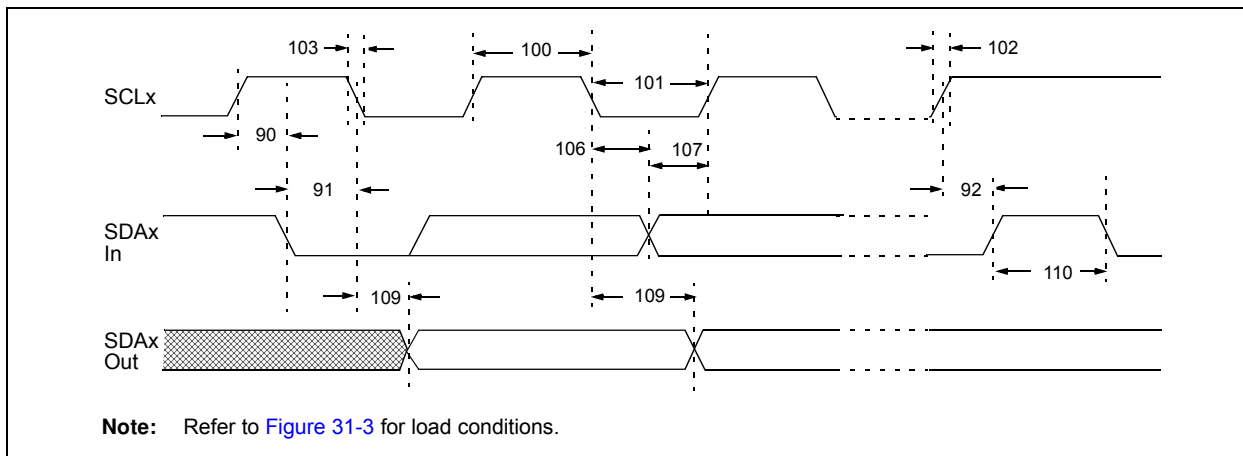 103
100
102
101
SCLx
90
106
107
91
92
SDAx
In
110
109
109
SDAx
Out
Note: Refer to Figure 31-3 for load conditions.